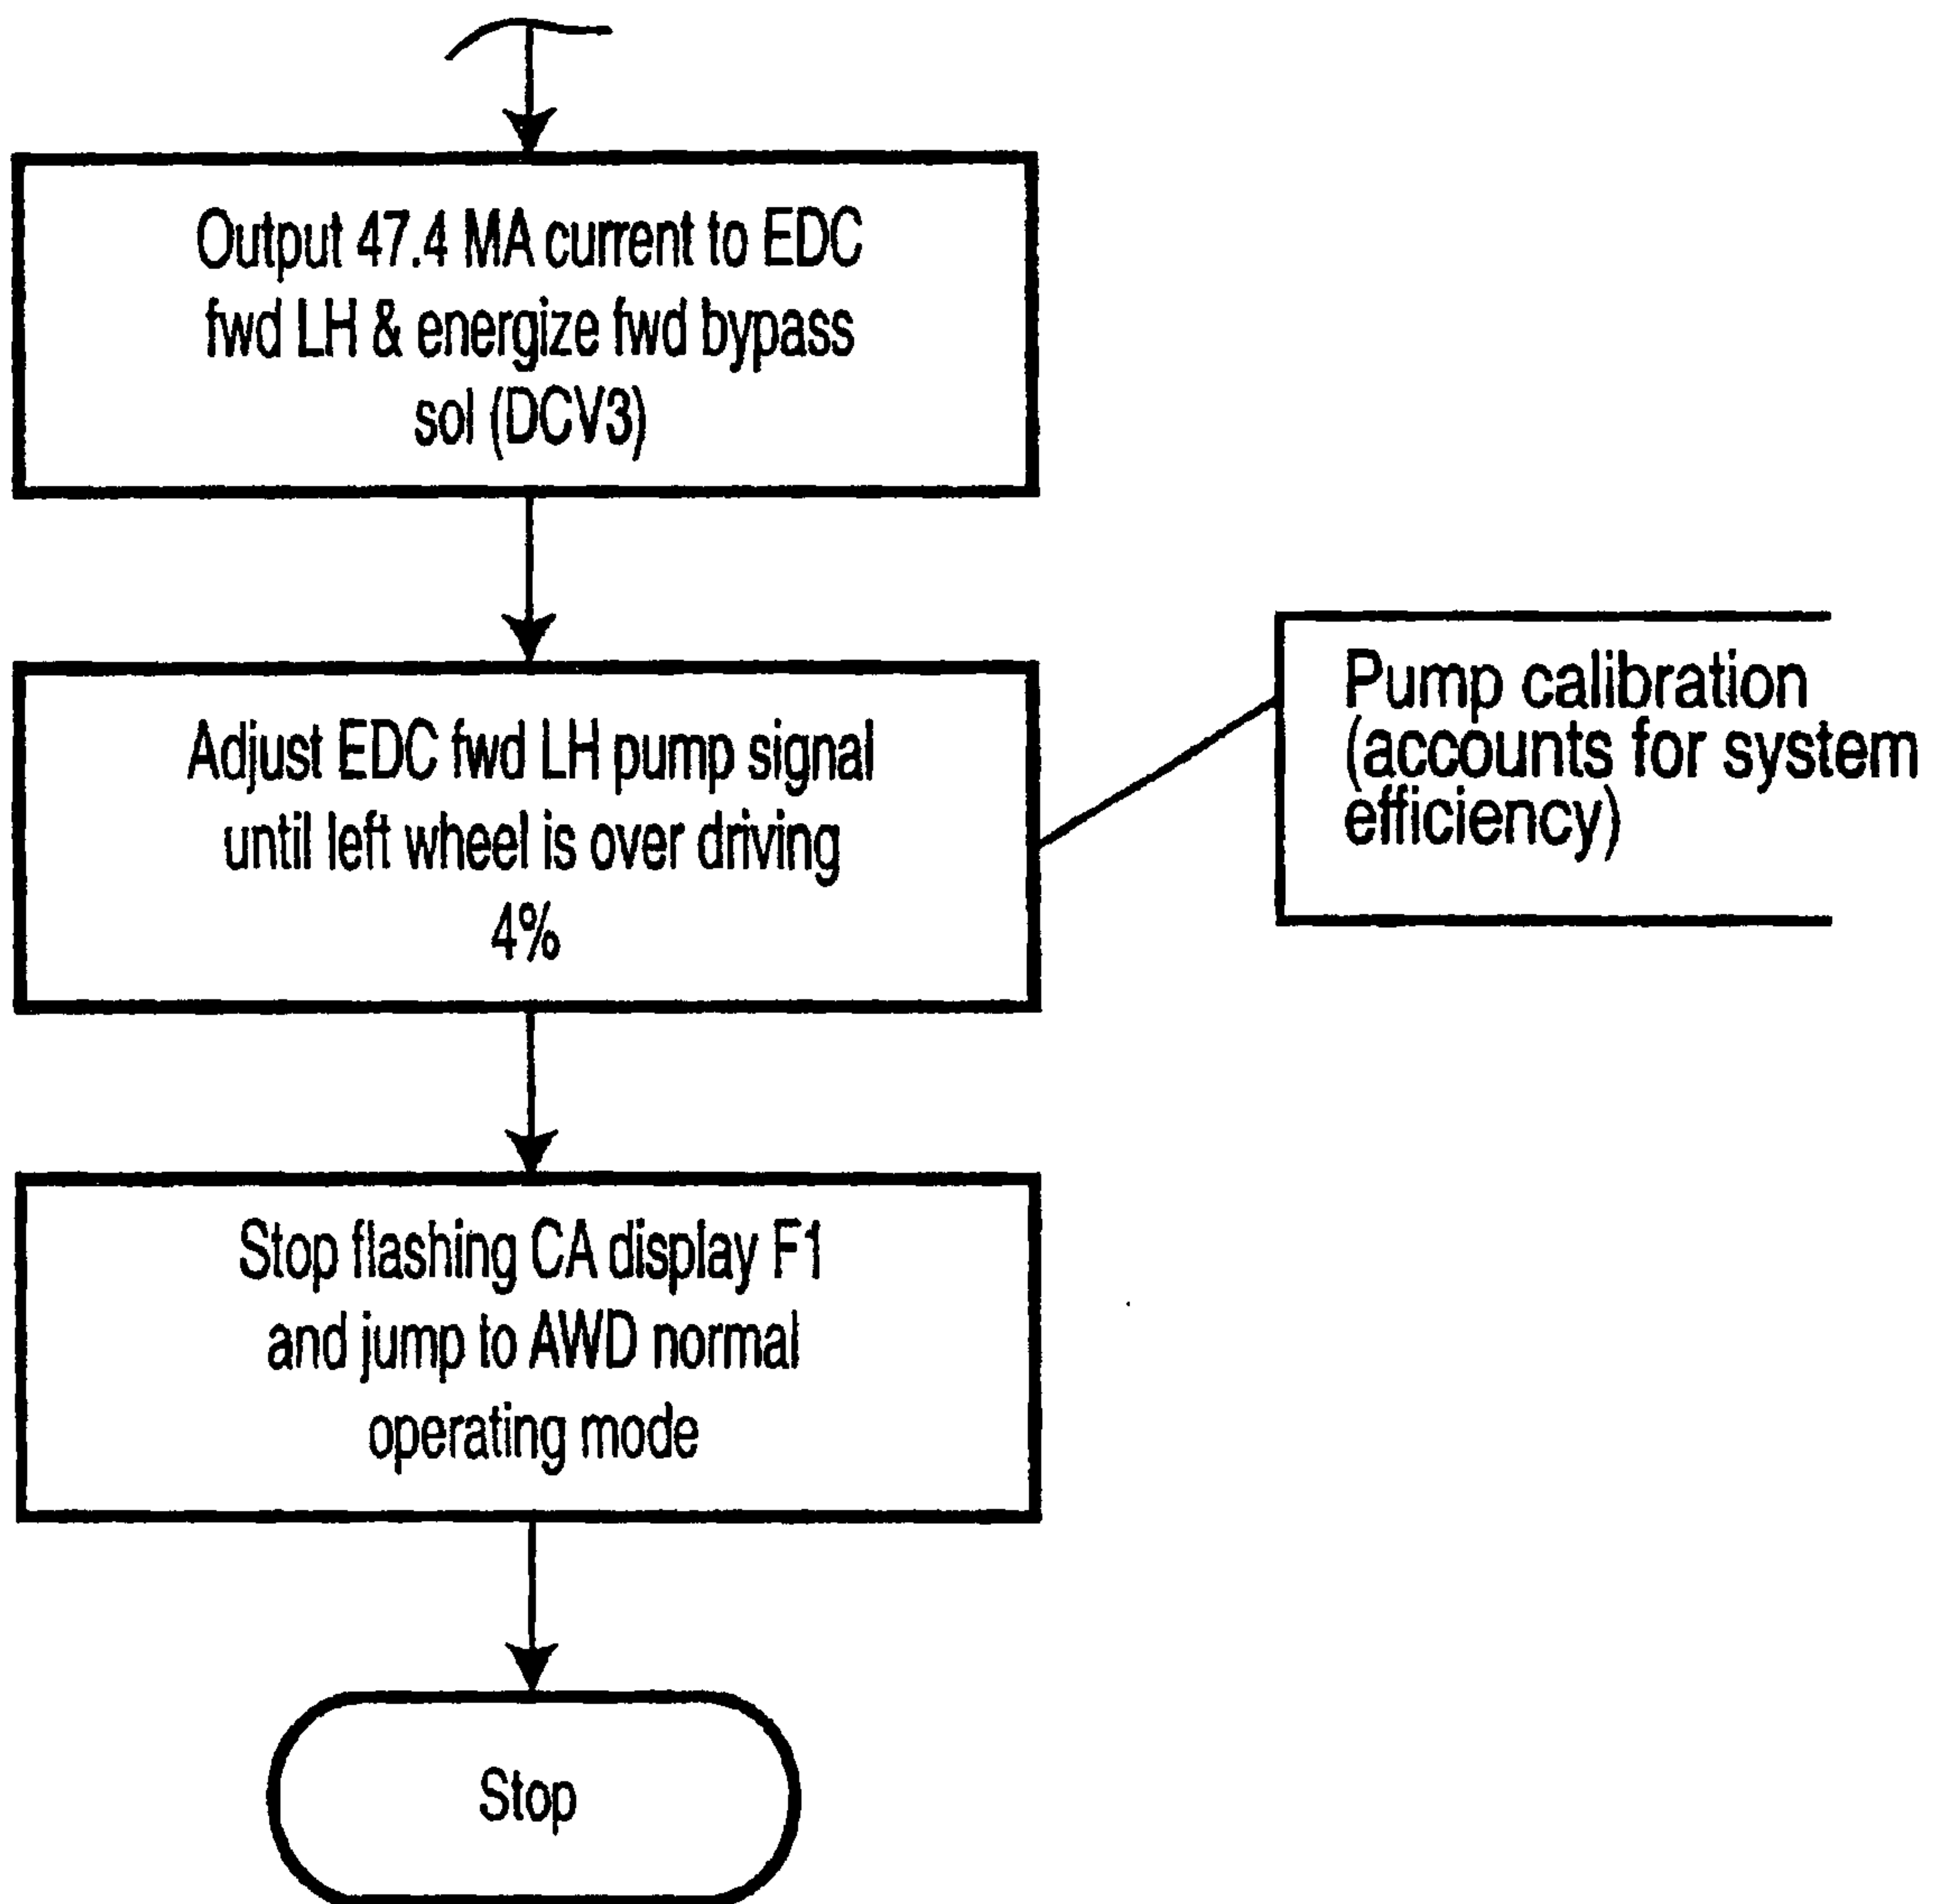 Output 47.4 MA current to EDC
fwd LH & energize fwd bypass
sol (DCV3)
Adjust EDC fwd LH pump signal
until left wheel is over driving
4%
Pump calibration
(accounts for system
efficiency)
Stop flashing CA display F1
and jump to AWD normal
operating mode
Stop